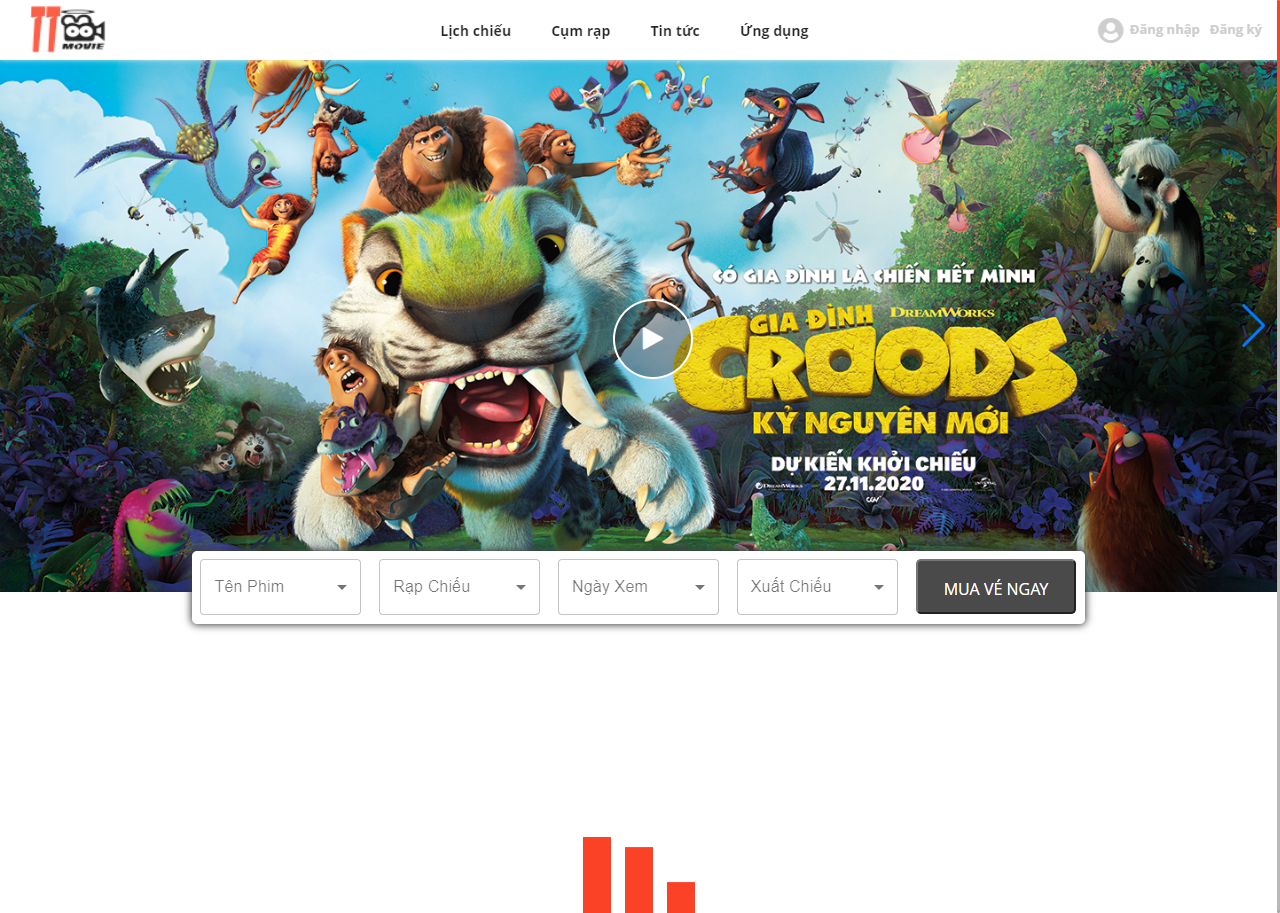 TT
MOVIE
Lịch chiếu
Cụm rạp
Tin tức
Ứng dụng
Đăng nhập
Đăng ký
CÓ GIA ĐÌNH LÀ CHIẾN HẾT MÌNH
DREAMWORKS
GIA ĐÌNH
CROODS
KỶ NGUYÊN MỚI
DỰ KIẾN KHỞI CHIẾU
27.11.2020
DREAMWORKS
UNIVERSAL
CGV
Tên Phim
Rạp Chiếu
Ngày Xem
Xuất Chiếu
MUA VÉ NGAY